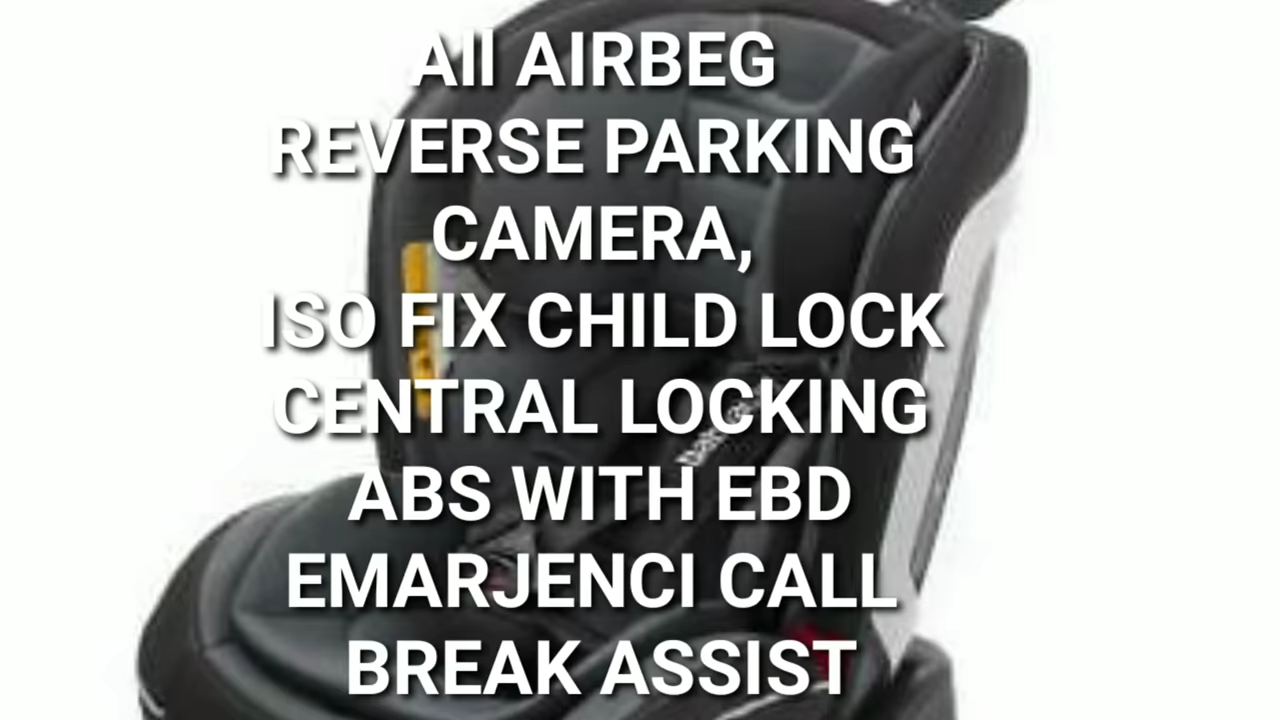 All AIRBEG
REVERSE PARKING
CAMERA,
ISO FIX CHILD LOCK
CENTRAL LOCKING
ABS WITH EBD
EMARJENCI CALL
BREAK ASSIST